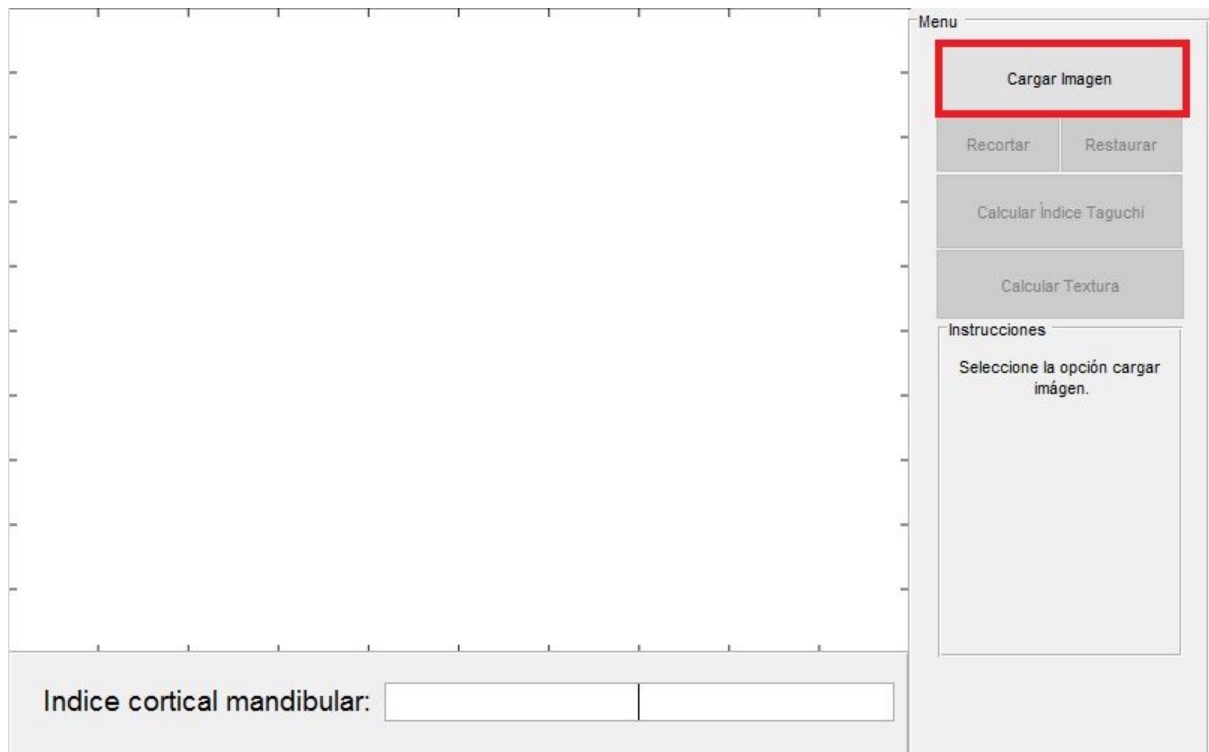 Menu
Cargar Imagen
Recortar Restaurar
Calcular Índice Taguchi
Calcular Textura
Instrucciones
Seleccione la opción cargar
imágen.
Indice cortical mandibular: